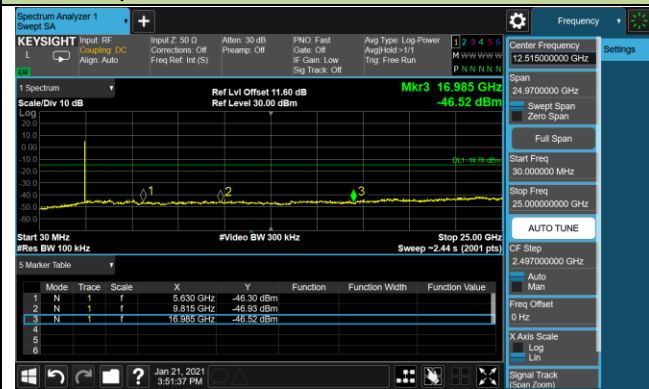 Spectrum Analyzer 1
Swept SA
Frequency
KEYSIGHT
Input: RF
Coupling: DC
Align: Auto
Input Z: 50 Ω
Corrections: Off
Freq Ref: Int (S)
Atten: 30 dB
Preamp: Off
PNO: Fast
Gate: Off
IF Gain: Low
Sig Track: Off
Avg Type: Log-Power
Avg|Hold:>1/1
Trig: Free Run
1 2 3 4 5 6
M W W W W W
P N N N N N
L
1 Spectrum
Scale/Div 10 dB
Ref Lvl Offset 11.60 dB
Ref Level 30.00 dBm
Mkr3 16.985 GHz
-46.52 dBm
Log
20.0
10.0
0.00
-10.0
-20.0
-30.0
-40.0
-50.0
-60.0
DL1 -14.76 dBm
1
2
3
Start 30 MHz
#Res BW 100 kHz
#Video BW 300 kHz
Stop 25.00 GHz
Sweep ~2.44 s (2001 pts)
5 Marker Table
Mode Trace Scale X Y Function Function Width Function Value
1 N 1 f 5.630 GHz -46.30 dBm
2 N 1 f 9.815 GHz -46.93 dBm
3 N 1 f 16.985 GHz -46.52 dBm
4
5
6
Jan 21, 2021
3:51:37 PM
Center Frequency
12.515000000 GHz
Settings
Span
24.9700000 GHz
Swept Span
Zero Span
Full Span
Start Freq
30.000000 MHz
Stop Freq
25.00000000 GHz
AUTO TUNE
CF Step
2.497000000 GHz
Auto
Man
Freq Offset
0 Hz
X Axis Scale
Log
Lin
Signal Track
(Span Zoom)